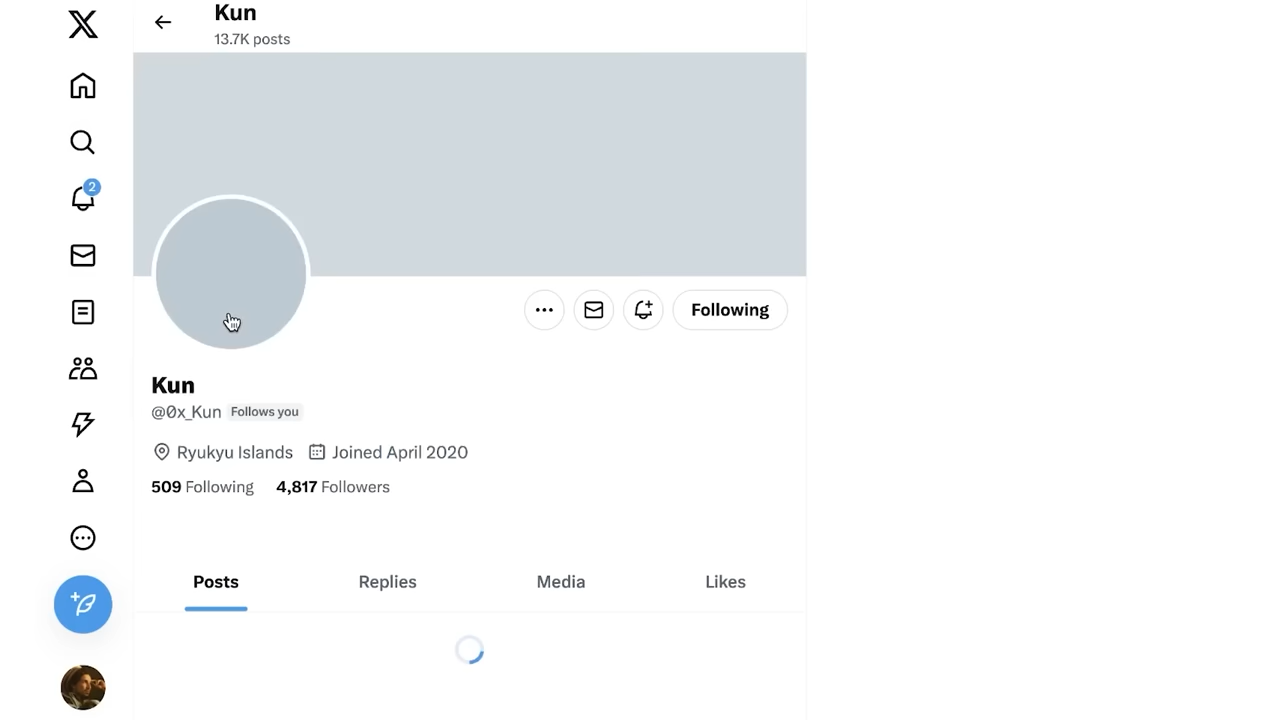 Kun
13.7K posts
2
Following
Kun
@0x_Kun Follows you
Ryukyu Islands Joined April 2020
509 Following 4,817 Followers
Posts Replies Media Likes